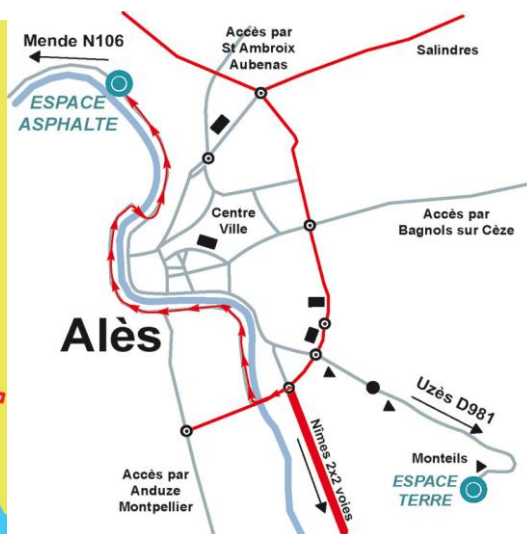 Accès par
St Ambroix
Aubenas
Salindres
Mende N106
ESPACE
ASPHALTE
Centre
Ville
Accès par
Bagnols sur Cèze
Alès
Uzès D981
Nîmes 2x2 voies
Monteils
Accès par
Anduze
Montpellier
ESPACE
TERRE